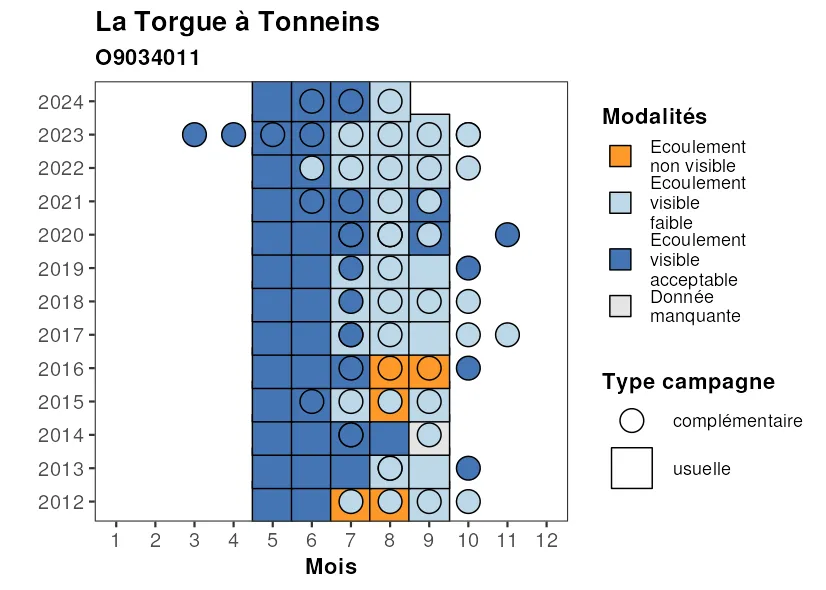 La Torgue à Tonneins
O9034011
2024
2023
2022
2021
2020
2019
2018
2017
2016
2015
2014
2013
2012
1 2 3 4 5 6 7 8 9 10 11 12
Mois
Modalités
Ecoulement
non visible
Ecoulement
visible
faible
Ecoulement
visible
acceptable
Donnée
manquante
Type campagne
complémentaire
usuelle